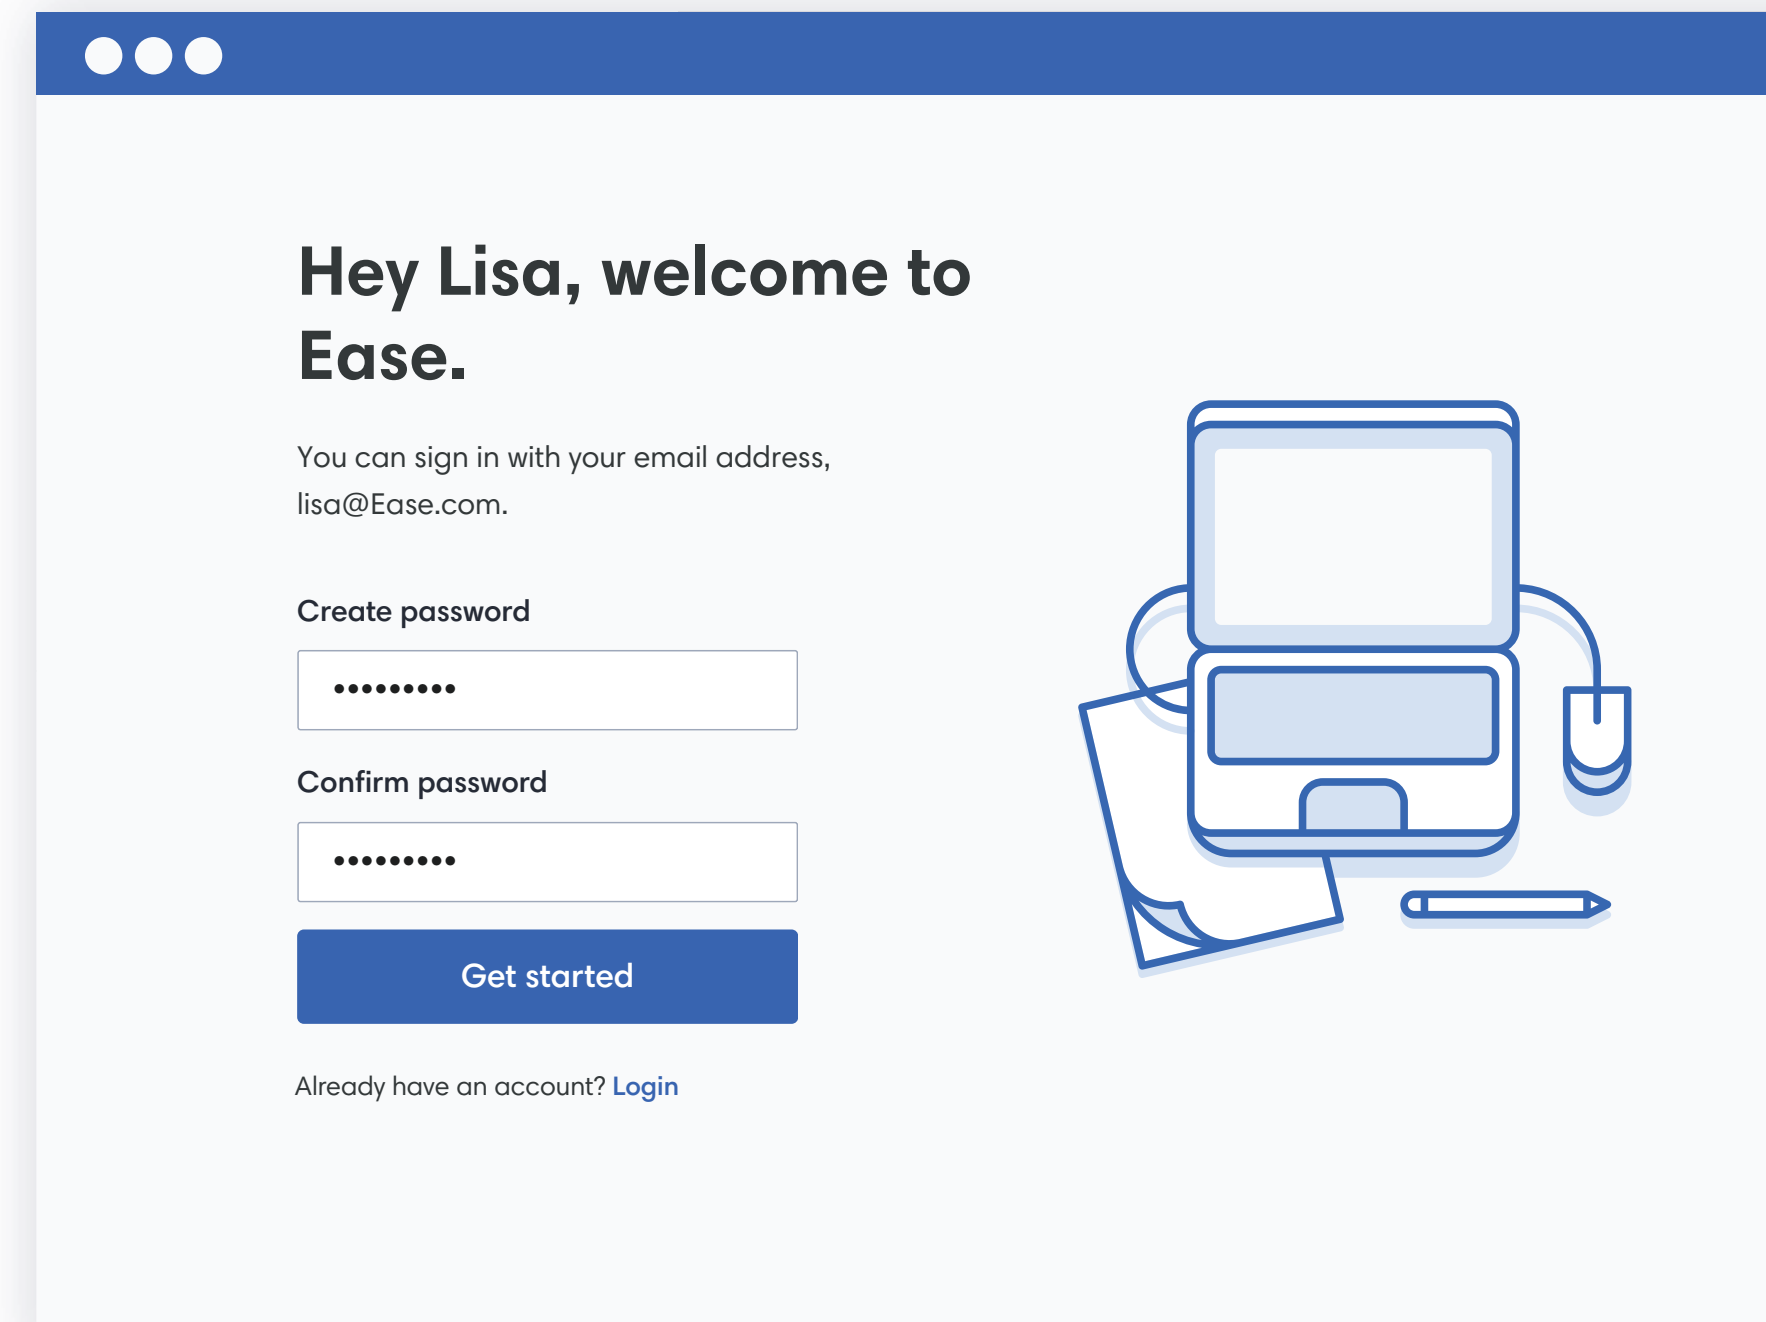 Hey Lisa, welcome to
Ease.
You can sign in with your email address,
lisa@Ease.com.
Create password
•••••••••
Confirm password
•••••••••
Get started
Already have an account? Login